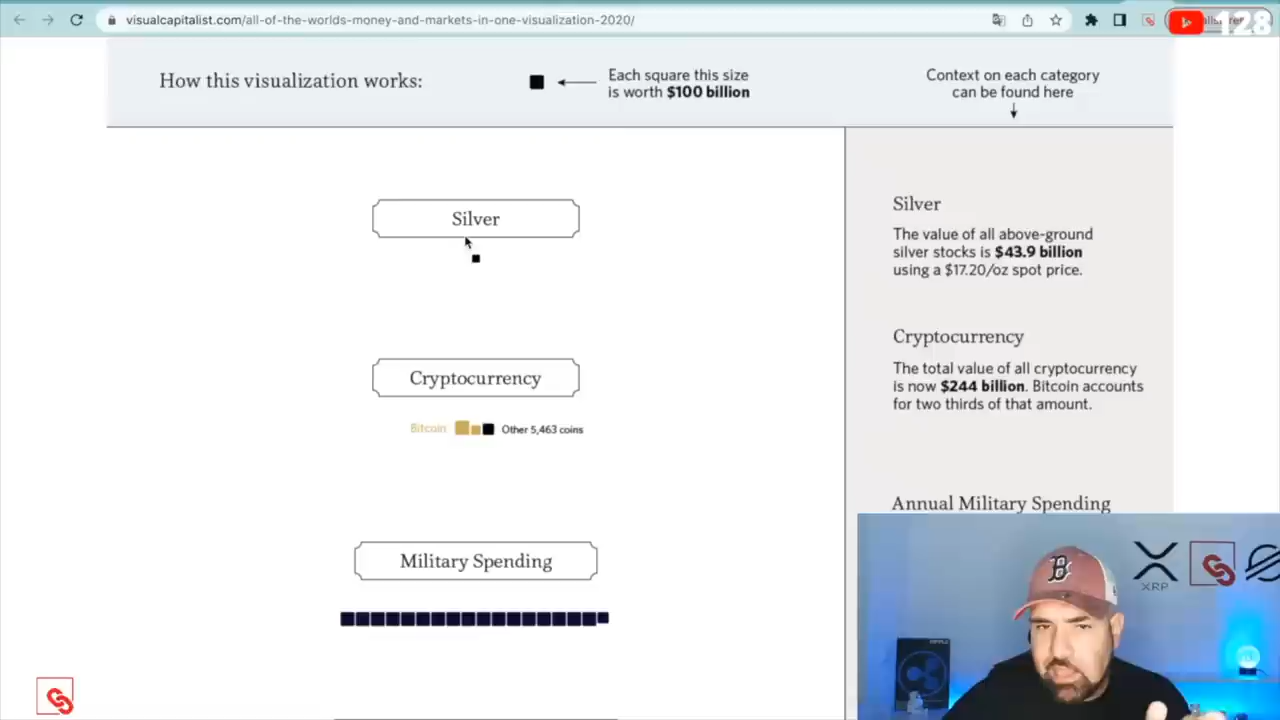 visualcapitalist.com/all-of-the-worlds-money-and-markets-in-one-visualization-2020/
128
How this visualization works:
Each square this size
is worth $100 billion
Context on each category
can be found here
Silver
Silver
The value of all above-ground
silver stocks is $43.9 billion
using a $17.20/oz spot price.
Cryptocurrency
Bitcoin
Other 5,463 coins
Cryptocurrency
The total value of all cryptocurrency
is now $244 billion. Bitcoin accounts
for two thirds of that amount.
Military Spending
Annual Military Spending
B
XRP